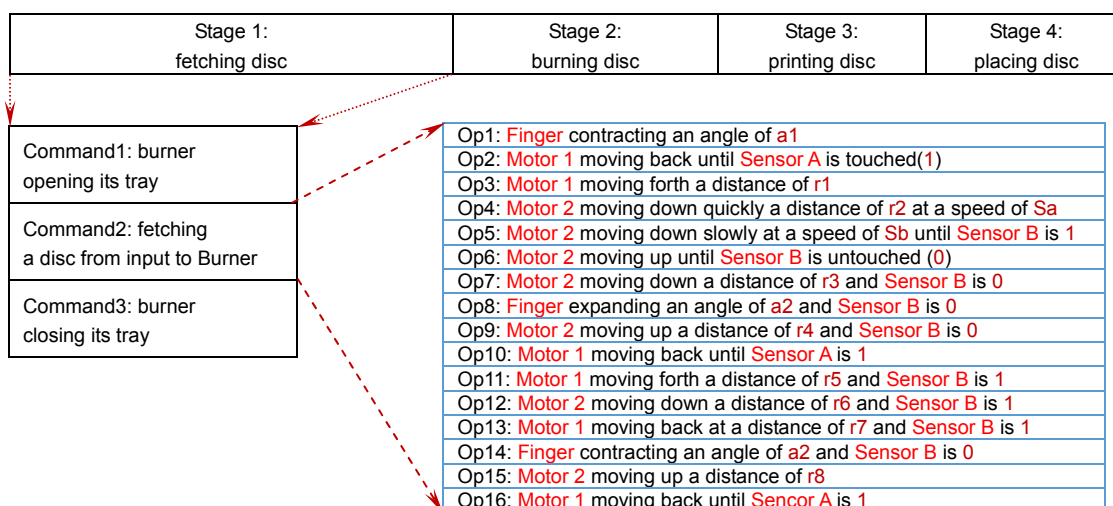 Stage 1:
fetching disc
Stage 2:
burning disc
Stage 3:
printing disc
Stage 4:
placing disc
Command1: burner
opening its tray
Command2: fetching
a disc from input to Burner
Command3: burner
closing its tray
Op1: Finger contracting an angle of a1
Op2: Motor 1 moving back until Sensor A is touched(1)
Op3: Motor 1 moving forth a distance of r1
Op4: Motor 2 moving down quickly a distance of r2 at a speed of Sa
Op5: Motor 2 moving down slowly at a speed of Sb until Sensor B is 1
Op6: Motor 2 moving up until Sensor B is untouched (0)
Op7: Motor 2 moving down a distance of r3 and Sensor B is 0
Op8: Finger expanding an angle of a2 and Sensor B is 0
Op9: Motor 2 moving up a distance of r4 and Sensor B is 0
Op10: Motor 1 moving back until Sensor A is 1
Op11: Motor 1 moving forth a distance of r5 and Sensor B is 1
Op12: Motor 2 moving down a distance of r6 and Sensor B is 1
Op13: Motor 1 moving back at a distance of r7 and Sensor B is 1
Op14: Finger contracting an angle of a2 and Sensor B is 0
Op15: Motor 2 moving up a distance of r8
Op16: Motor 1 moving back until Sencor A is 1